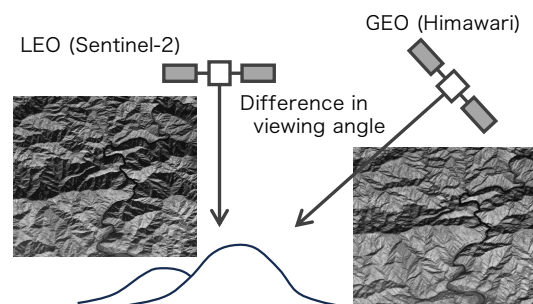 GEO (Himawari)
LEO (Sentinel-2)
Difference in
viewing angle